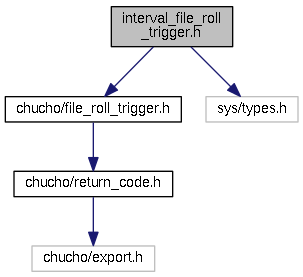 interval_file_roll
_trigger.h
chucho/file_roll_trigger.h
sys/types.h
chucho/return_code.h
chucho/export.h